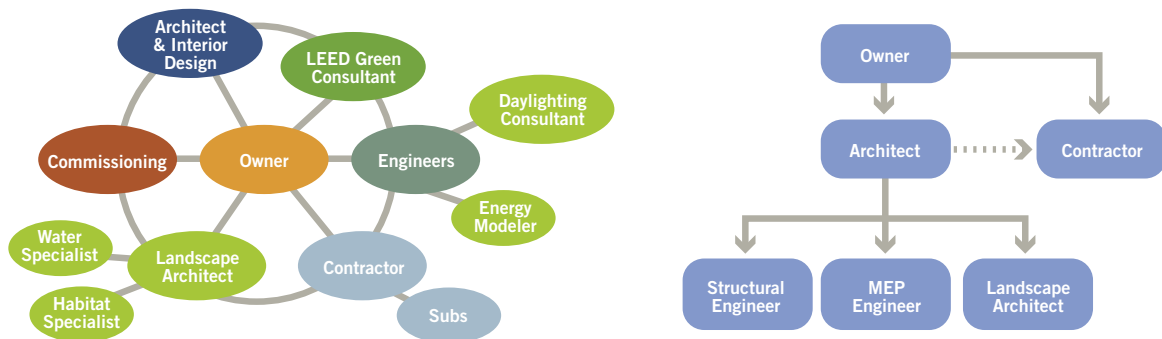 Architect
& Interior
Design
LEED Green
Consultant
Daylighting
Consultant
Commissioning
Owner
Engineers
Energy
Modeler
Water
Specialist
Landscape
Architect
Contractor
Habitat
Specialist
Subs
Owner
Architect
Contractor
Structural
Engineer
MEP
Engineer
Landscape
Architect